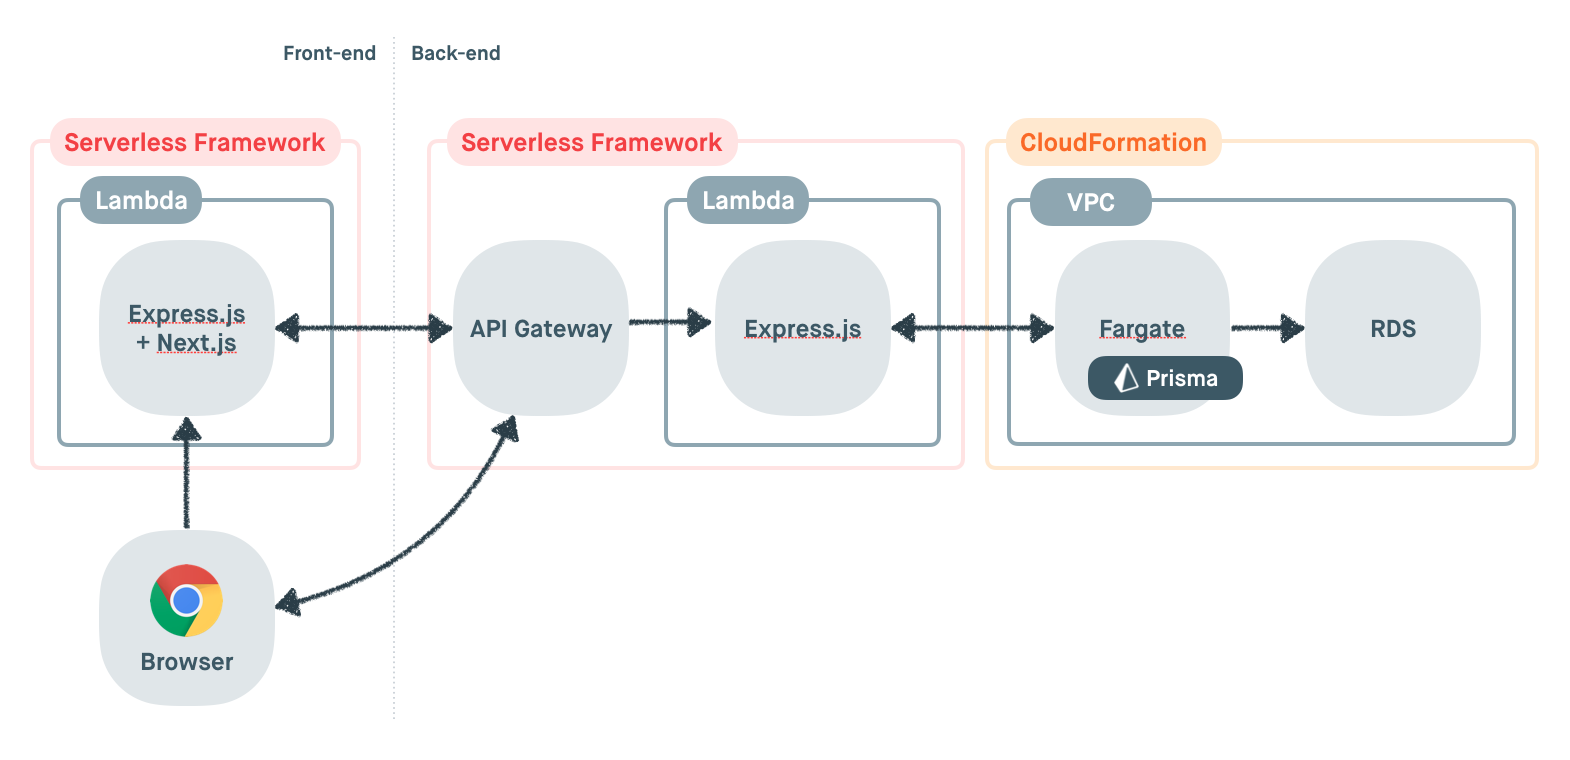 Front-end
Back-end
Serverless Framework
Serverless Framework
CloudFormation
Lambda
Lambda
VPC
Express.js
+ Next.js
API Gateway
Express.js
Fargate
RDS
Prisma
Browser